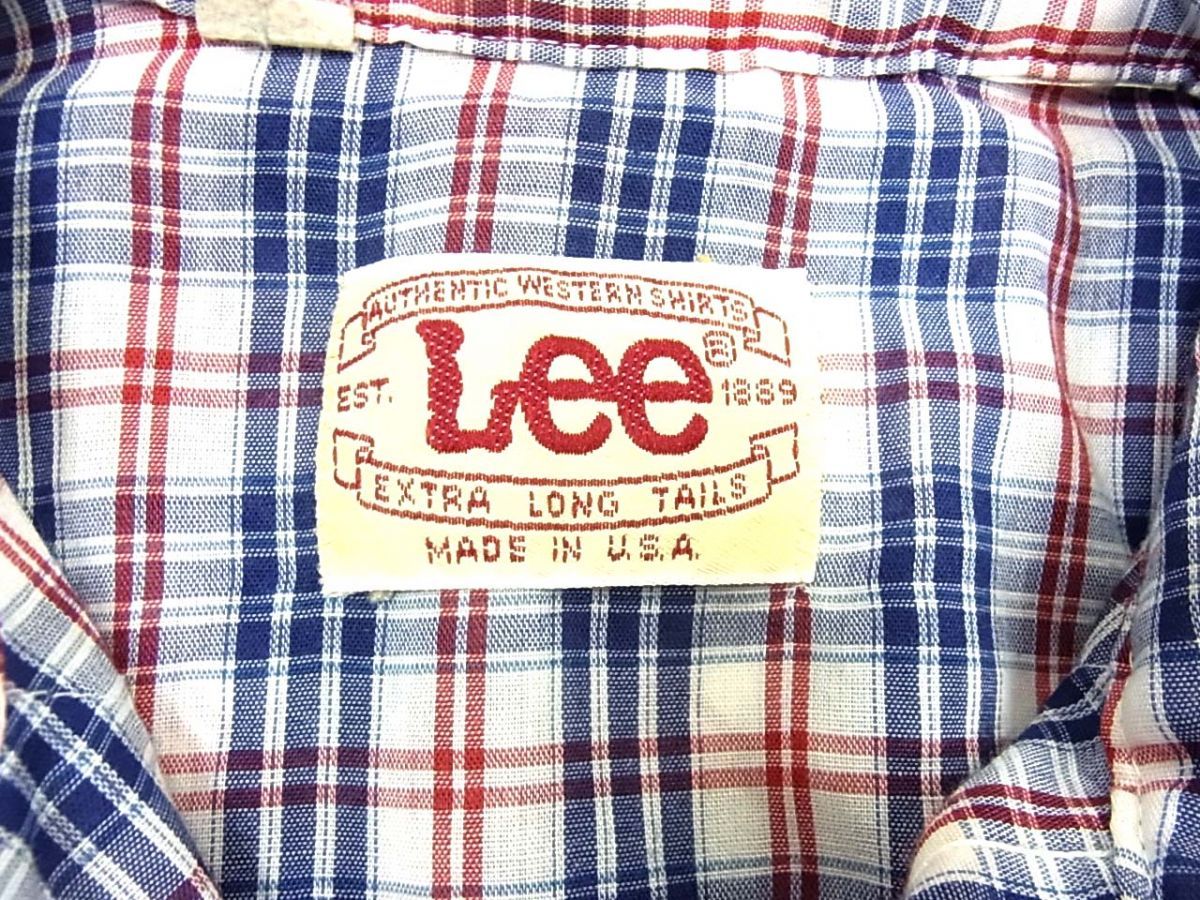 AUTHENTIC WESTERN SHIRTS
Lee®
EST. 1889
EXTRA LONG TAILS
MADE IN U.S.A.